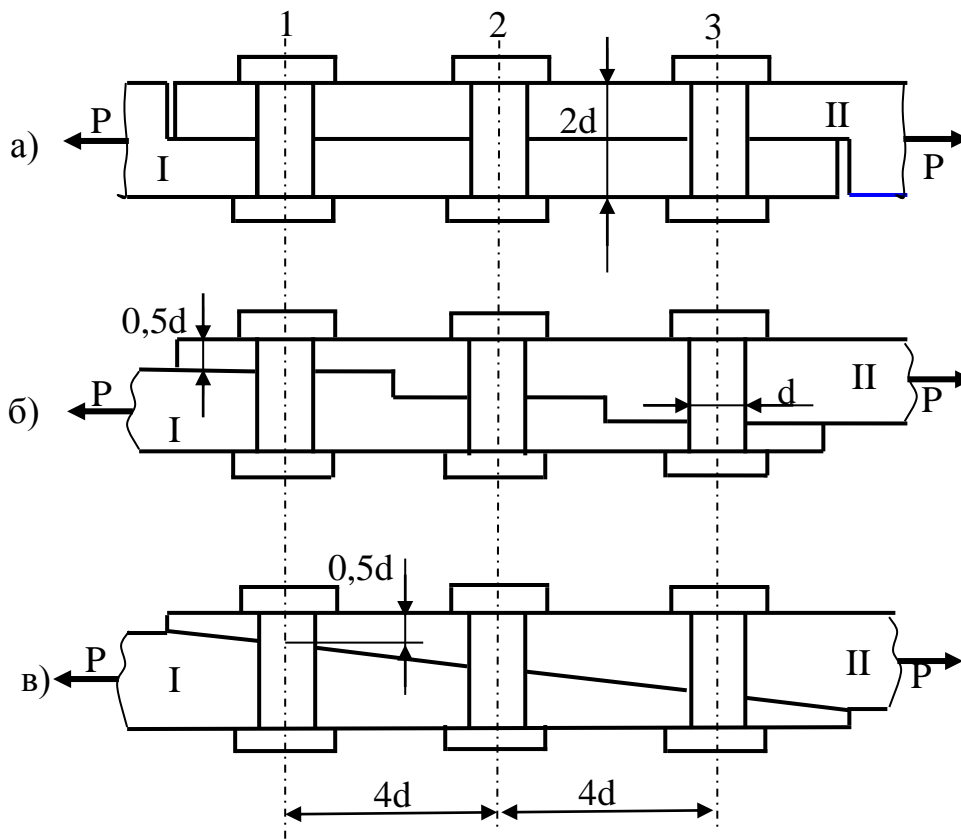 1 2 3
а) P I 2d II P
0,5d
б) P I d II P
0,5d
в) P I II P
4d 4d